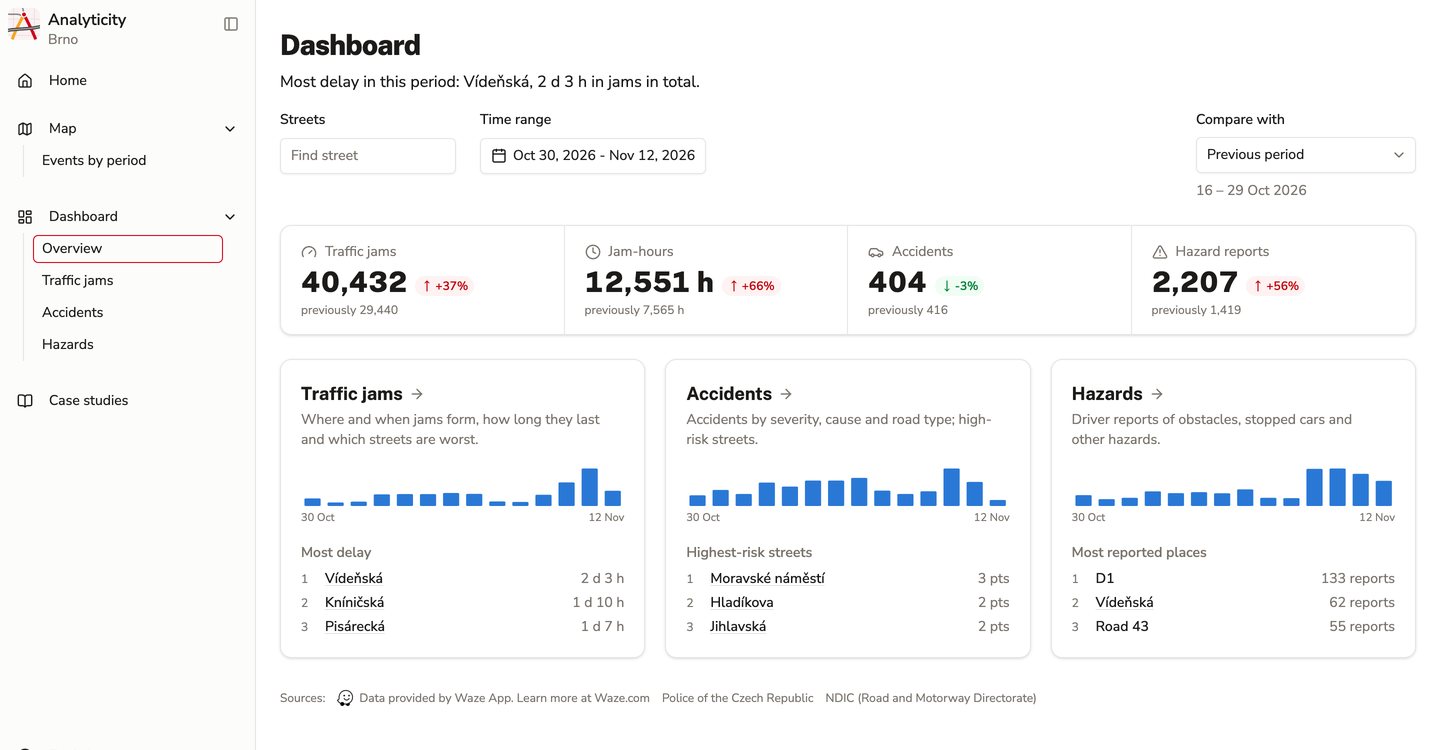 Analyticity
Brno
Home
Map
Events by period
Dashboard
Overview
Traffic jams
Accidents
Hazards
Case studies
Dashboard
Most delay in this period: Vídeňská, 2 d 3 h in jams in total.
Streets
Find street
Time range
Oct 30, 2026 - Nov 12, 2026
Compare with
Previous period
16 – 29 Oct 2026
Traffic jams
40,432 ↑ +37%
previously 29,440
Jam-hours
12,551 h ↑ +66%
previously 7,565 h
Accidents
404 ↓ -3%
previously 416
Hazard reports
2,207 ↑ +56%
previously 1,419
Traffic jams →
Where and when jams form, how long they last
and which streets are worst.
30 Oct 12 Nov
Most delay
1 Vídeňská 2 d 3 h
2 Kníničská 1 d 10 h
3 Pisárecká 1 d 7 h
Accidents →
Accidents by severity, cause and road type; high-
risk streets.
30 Oct 12 Nov
Highest-risk streets
1 Moravské náměstí 3 pts
2 Hladíkova 2 pts
3 Jihlavská 2 pts
Hazards →
Driver reports of obstacles, stopped cars and
other hazards.
30 Oct 12 Nov
Most reported places
1 D1 133 reports
2 Vídeňská 62 reports
3 Road 43 55 reports
Sources: Data provided by Waze App. Learn more at Waze.com Police of the Czech Republic NDIC (Road and Motorway Directorate)